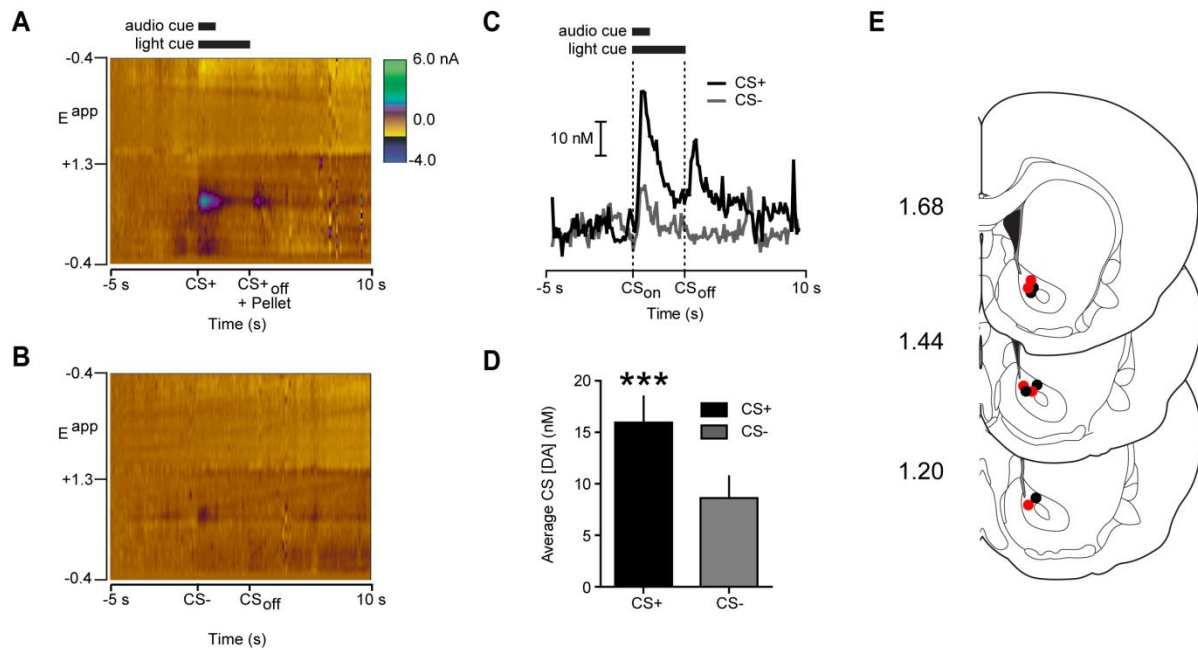 A
audio cue
light cue
-0.4
E app
+1.3
-0.4
6.0 nA
0.0
-4.0
-5 s
CS+
CS+off
+ Pellet
10 s
Time (s)
B
-0.4
E app
+1.3
-0.4
-5 s
CS-
CSoff
10 s
Time (s)
C
audio cue
light cue
CS+
CS-
10 nM
-5 s
CSon
CSoff
10 s
Time (s)
D
***
20
15
10
5
0
Average CS [DA] (nM)
CS+
CS-
CS+
CS-
E
1.68
1.44
1.20